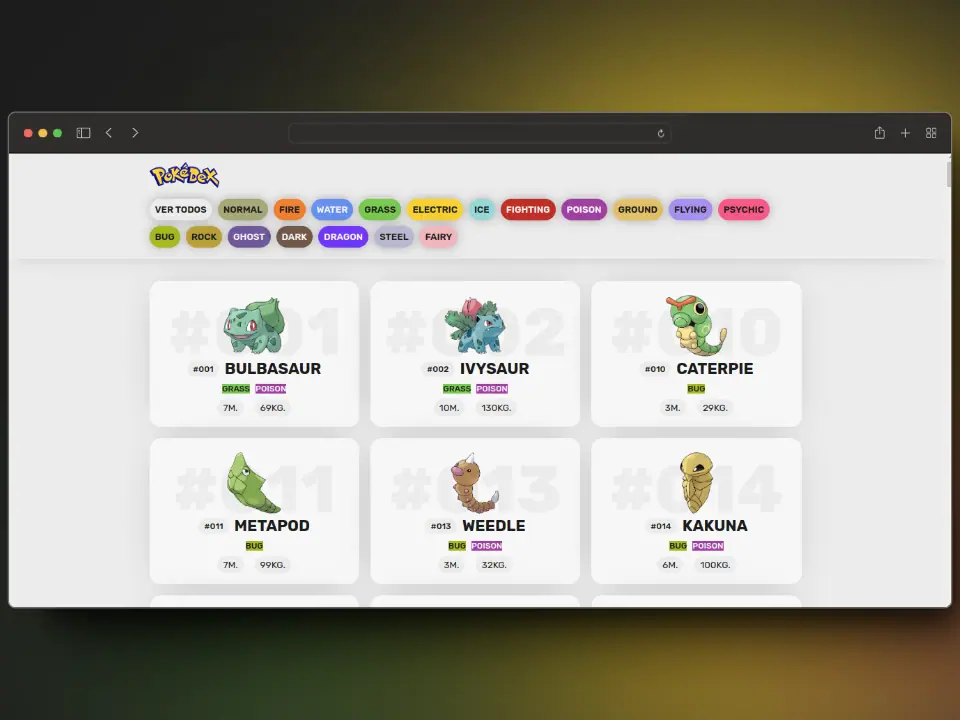 PokéDex
VER TODOS NORMAL FIRE WATER GRASS ELECTRIC ICE FIGHTING POISON GROUND FLYING PSYCHIC
BUG ROCK GHOST DARK DRAGON STEEL FAIRY
#001 #002 #010
#001 BULBASAUR #002 IVYSAUR #010 CATERPIE
GRASS POISON GRASS POISON BUG
7M. 69KG. 10M. 130KG. 3M. 29KG.
#011 #013 #014
#011 METAPOD #013 WEEDLE #014 KAKUNA
BUG BUG POISON BUG POISON
7M. 99KG. 3M. 32KG. 6M. 100KG.